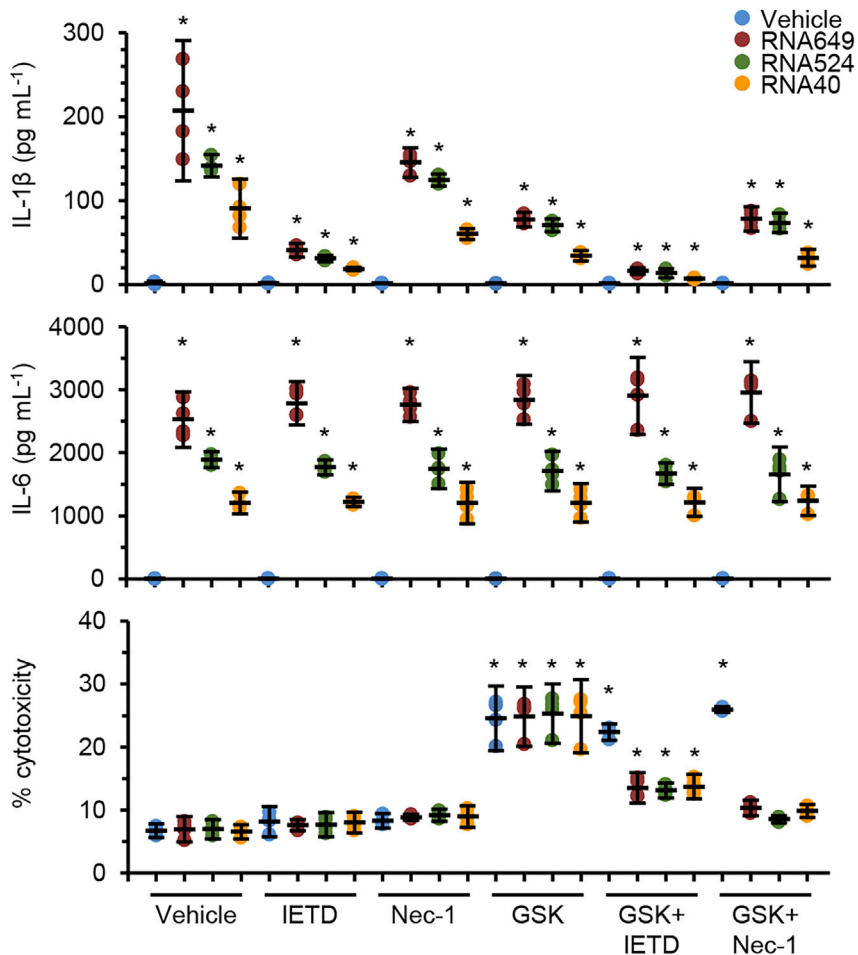 Vehicle
RNA649
RNA524
RNA40
IL-1β (pg mL⁻¹)
300
200
100
0
* * * * * * * * * * * * * * * * * *
IL-6 (pg mL⁻¹)
4000
3000
2000
1000
0
* * * * * * * * * * * * * * * * * *
% cytotoxicity
40
30
20
10
0
* * * * * * * * *
Vehicle
IETD
Nec-1
GSK
GSK+
IETD
GSK+
Nec-1